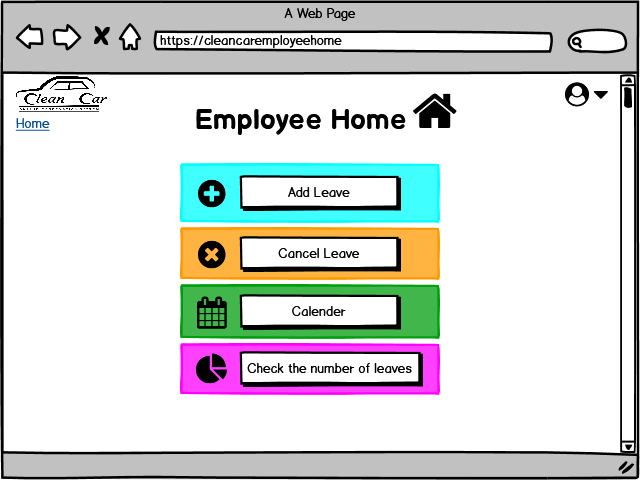 A Web Page
https://cleancaremployeehome
Clean Car
Home
Employee Home
Add Leave
Cancel Leave
Calender
Check the number of leaves